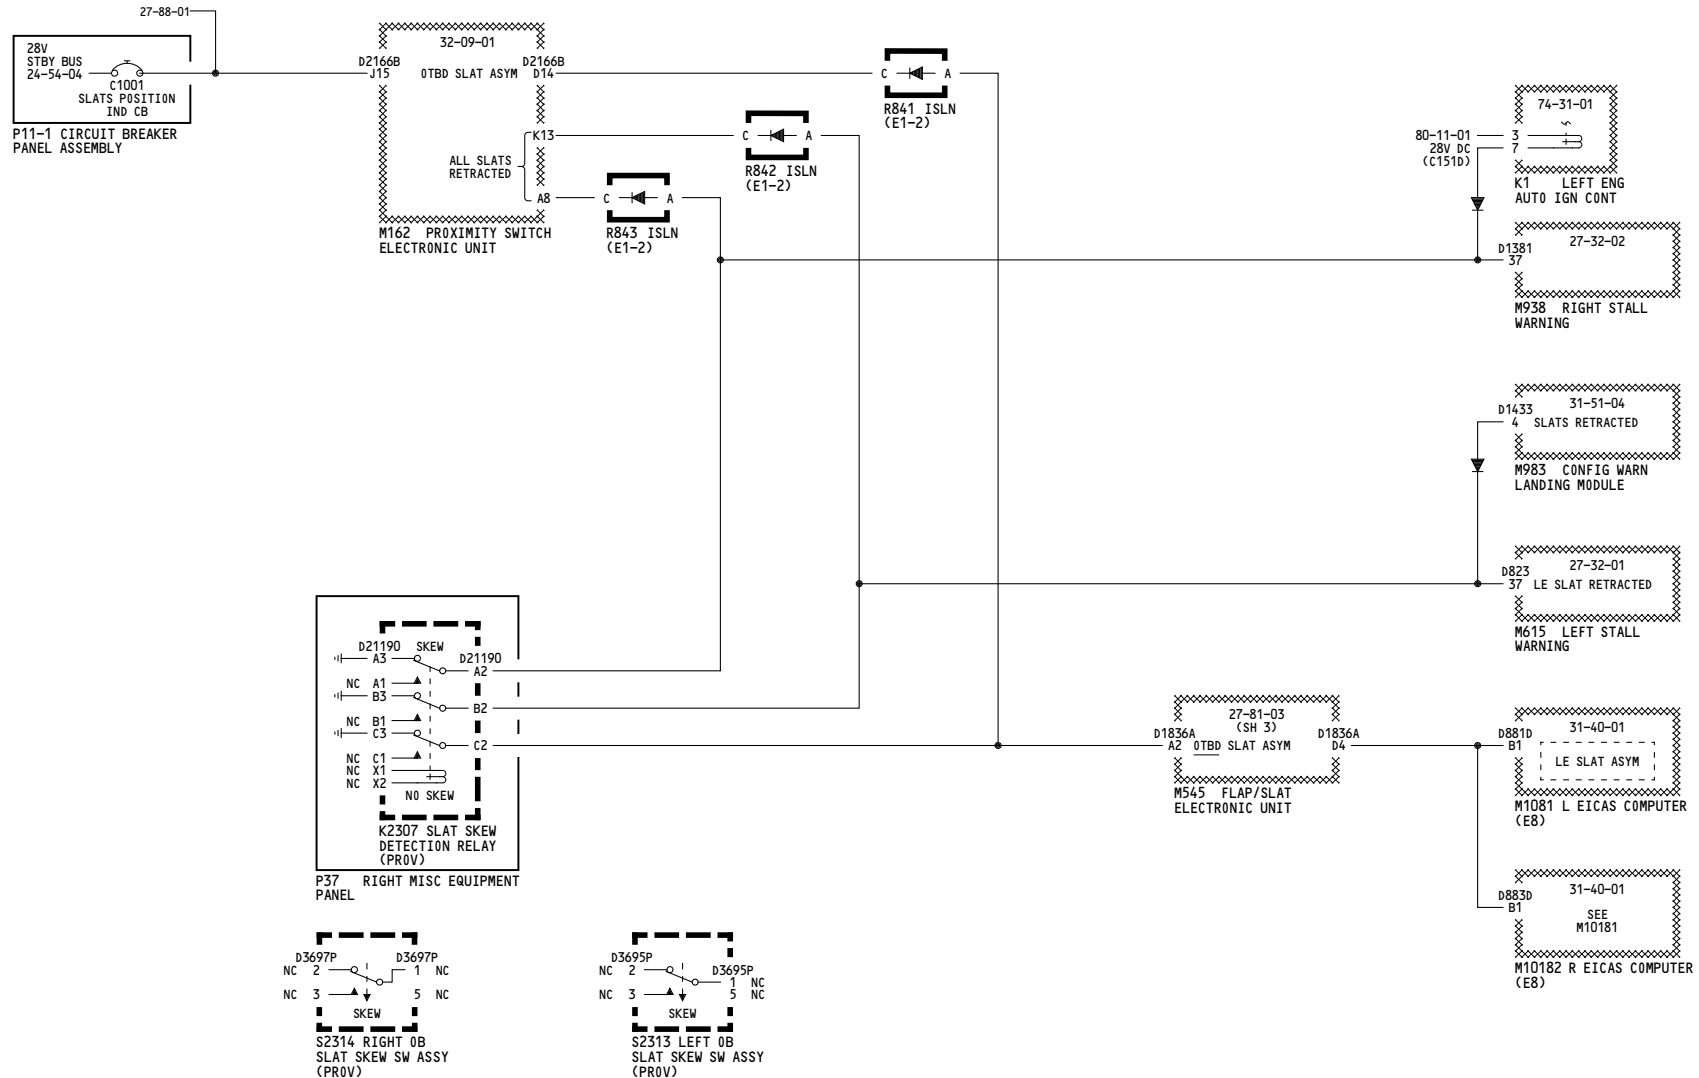 27-88-01
28V
STBY BUS
24-54-04
C1001
SLATS POSITION
IND CB
P11-1 CIRCUIT BREAKER
PANEL ASSEMBLY
32-09-01
D2166B
J15
OTBD SLAT ASYM
D2166B
D14
K13
ALL SLATS
RETRACTED
A8
M162 PROXIMITY SWITCH
ELECTRONIC UNIT
C A
R841 ISLN
(E1-2)
C A
R842 ISLN
(E1-2)
C A
R843 ISLN
(E1-2)
74-31-01
80-11-01 3
28V DC 7
(C151D)
K1 LEFT ENG
AUTO IGN CONT
27-32-02
D1381
37
M938 RIGHT STALL
WARNING
31-51-04
D1433
4 SLATS RETRACTED
M983 CONFIG WARN
LANDING MODULE
27-32-01
D823
37 LE SLAT RETRACTED
M615 LEFT STALL
WARNING
D21190 SKEW
A3
D21190
A2
NC A1
B3
B2
NC B1
C3
C2
NC C1
NC X1
NC X2
NO SKEW
K2307 SLAT SKEW
DETECTION RELAY
(PROV)
P37 RIGHT MISC EQUIPMENT
PANEL
27-81-03
(SH 3)
D1836A
A2 OTBD SLAT ASYM
D1836A
D4
M545 FLAP/SLAT
ELECTRONIC UNIT
31-40-01
D881D
B1
LE SLAT ASYM
M1081 L EICAS COMPUTER
(E8)
31-40-01
D883D
B1
SEE
M10181
M10182 R EICAS COMPUTER
(E8)
D3697P D3697P
NC 2 1 NC
NC 3 5 NC
SKEW
S2314 RIGHT OB
SLAT SKEW SW ASSY
(PROV)
D3695P D3695P
NC 2 1 NC
NC 3 5 NC
SKEW
S2313 LEFT OB
SLAT SKEW SW ASSY
(PROV)